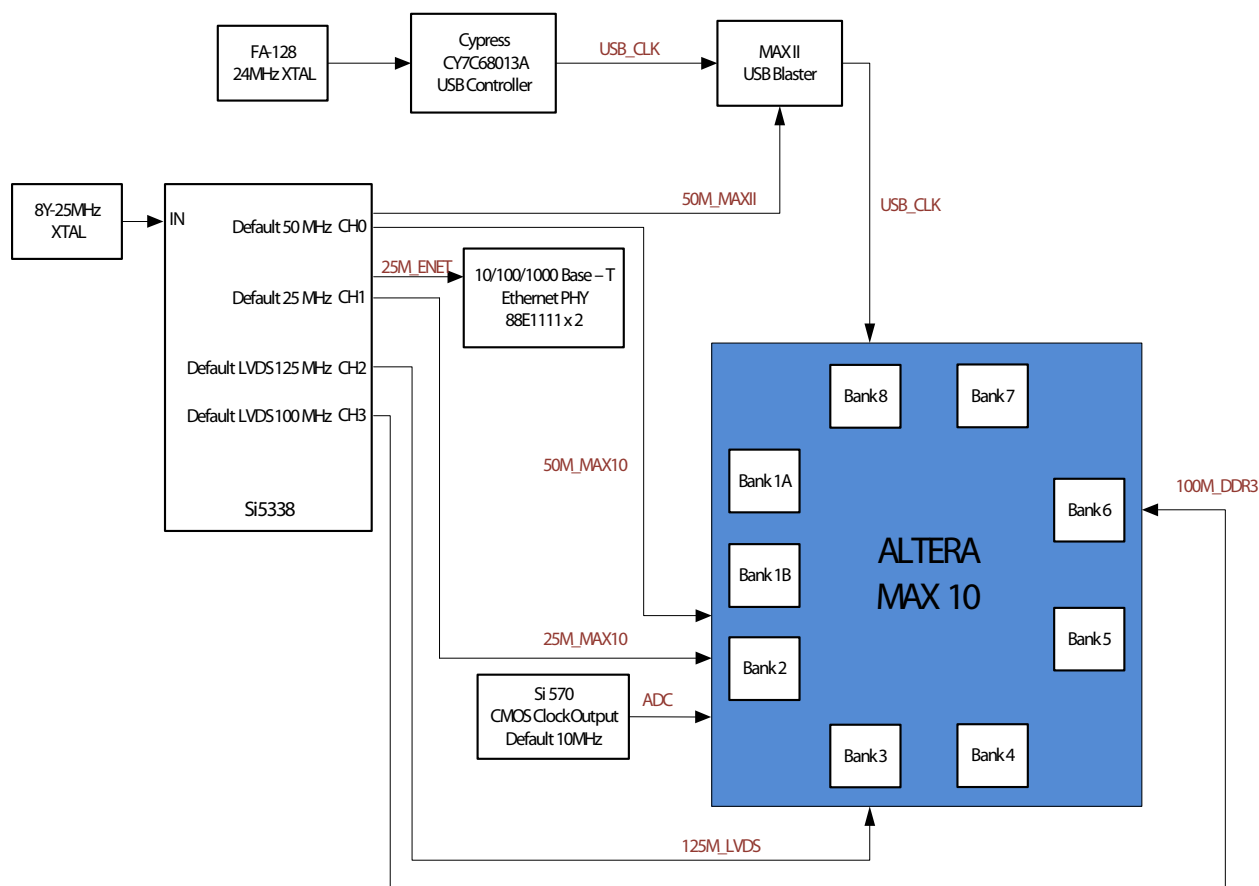 FA-128
24MHz XTAL
Cypress
CY7C68013A
USB Controller
USB_CLK
MAX II
USB Blaster
8Y-25MHz
XTAL
IN
Default 50 MHz CH0
Default 25 MHz CH1
Default LVDS 125 MHz CH2
Default LVDS 100 MHz CH3
Si5338
50M_MAXII
USB_CLK
25M_ENET
10/100/1000 Base – T
Ethernet PHY
88E1111 x 2
Bank 8
Bank 7
50M_MAX10
Bank 1A
100M_DDR3
Bank 6
ALTERA
MAX 10
Bank 1B
25M_MAX10
Bank 2
Bank 5
Si 570
CMOS Clock Output
Default 10MHz
ADC
Bank 3
Bank 4
125M_LVDS